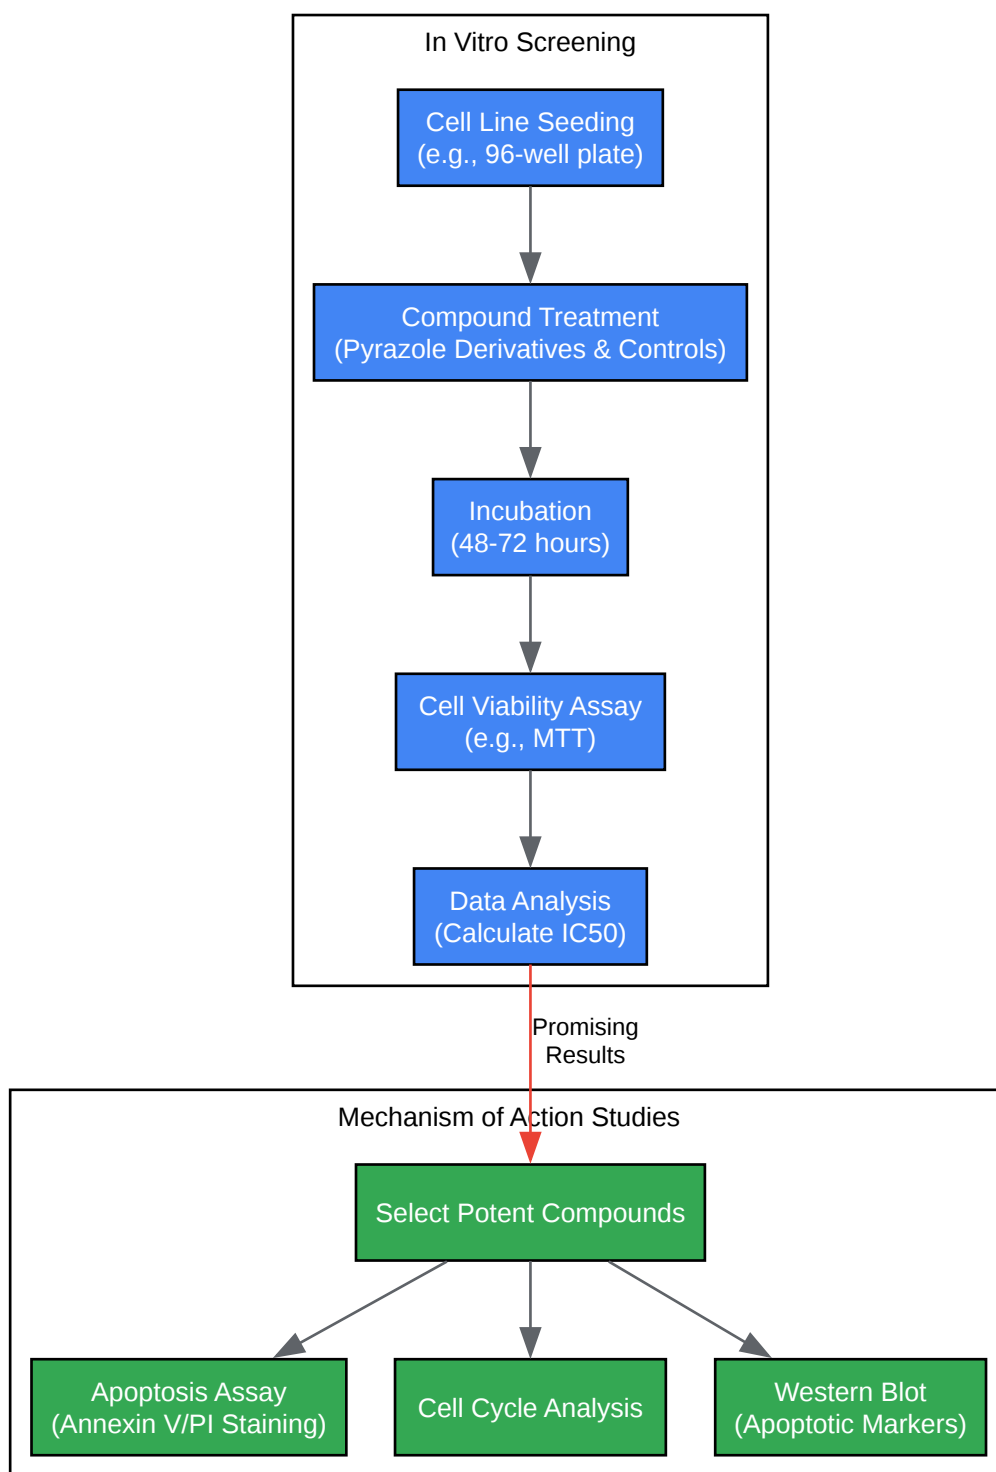 In Vitro Screening
Cell Line Seeding
(e.g., 96-well plate)
Compound Treatment
(Pyrazole Derivatives & Controls)
Incubation
(48-72 hours)
Cell Viability Assay
(e.g., MTT)
Data Analysis
(Calculate IC50)
Promising
Results
Mechanism of Action Studies
Select Potent Compounds
Apoptosis Assay
(Annexin V/PI Staining)
Cell Cycle Analysis
Western Blot
(Apoptotic Markers)